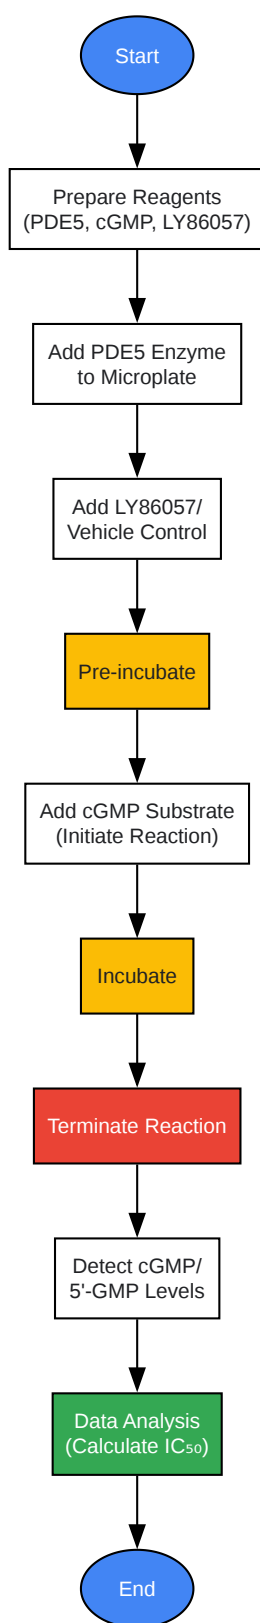 Start
Prepare Reagents
(PDE5, cGMP, LY86057)
Add PDE5 Enzyme
to Microplate
Add LY86057/
Vehicle Control
Pre-incubate
Add cGMP Substrate
(Initiate Reaction)
Incubate
Terminate Reaction
Detect cGMP/
5'-GMP Levels
Data Analysis
(Calculate IC₅₀)
End